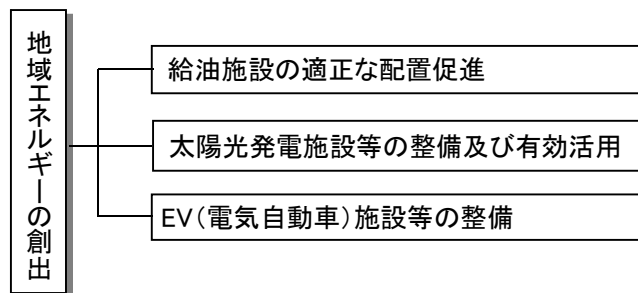 地域エネルギーの創出
給油施設の適正な配置促進
太陽光発電施設等の整備及び有効活用
EV（電気自動車）施設等の整備